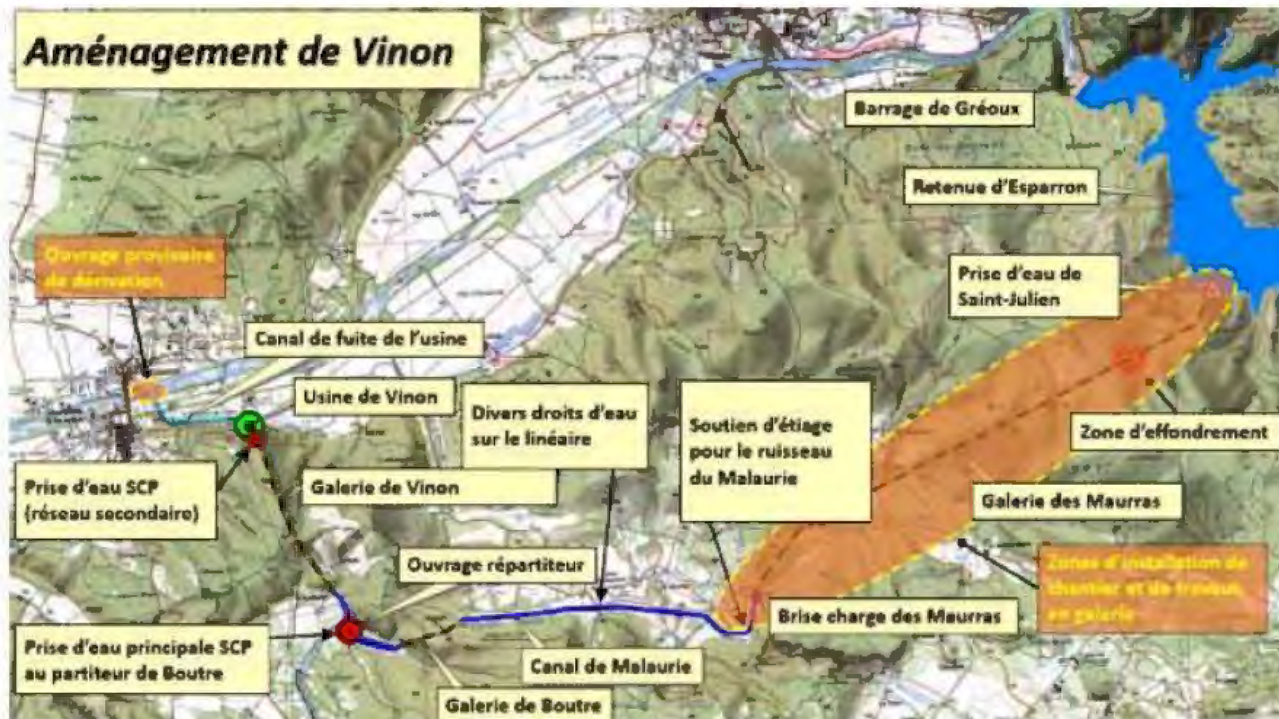 Aménagement de Vinon
Barrage de Gréoux
Retenue d'Esparron
Ouvrage provisoire
de dérivation
Prise d'eau de
Saint-Julien
Canal de fuite de l'usine
Usine de Vinon
Divers droits d'eau
sur le linéaire
Soutien d'étiage
pour le ruisseau
du Malaurie
Zone d'effondrement
Prise d'eau SCP
(réseau secondaire)
Galerie de Vinon
Galerie des Maurras
Ouvrage répartiteur
Zones d'installation de
chantier et de travaux
en galerie
Brise charge des Maurras
Prise d'eau principale SCP
au partiteur de Boutre
Canal de Malaurie
Galerie de Boutre